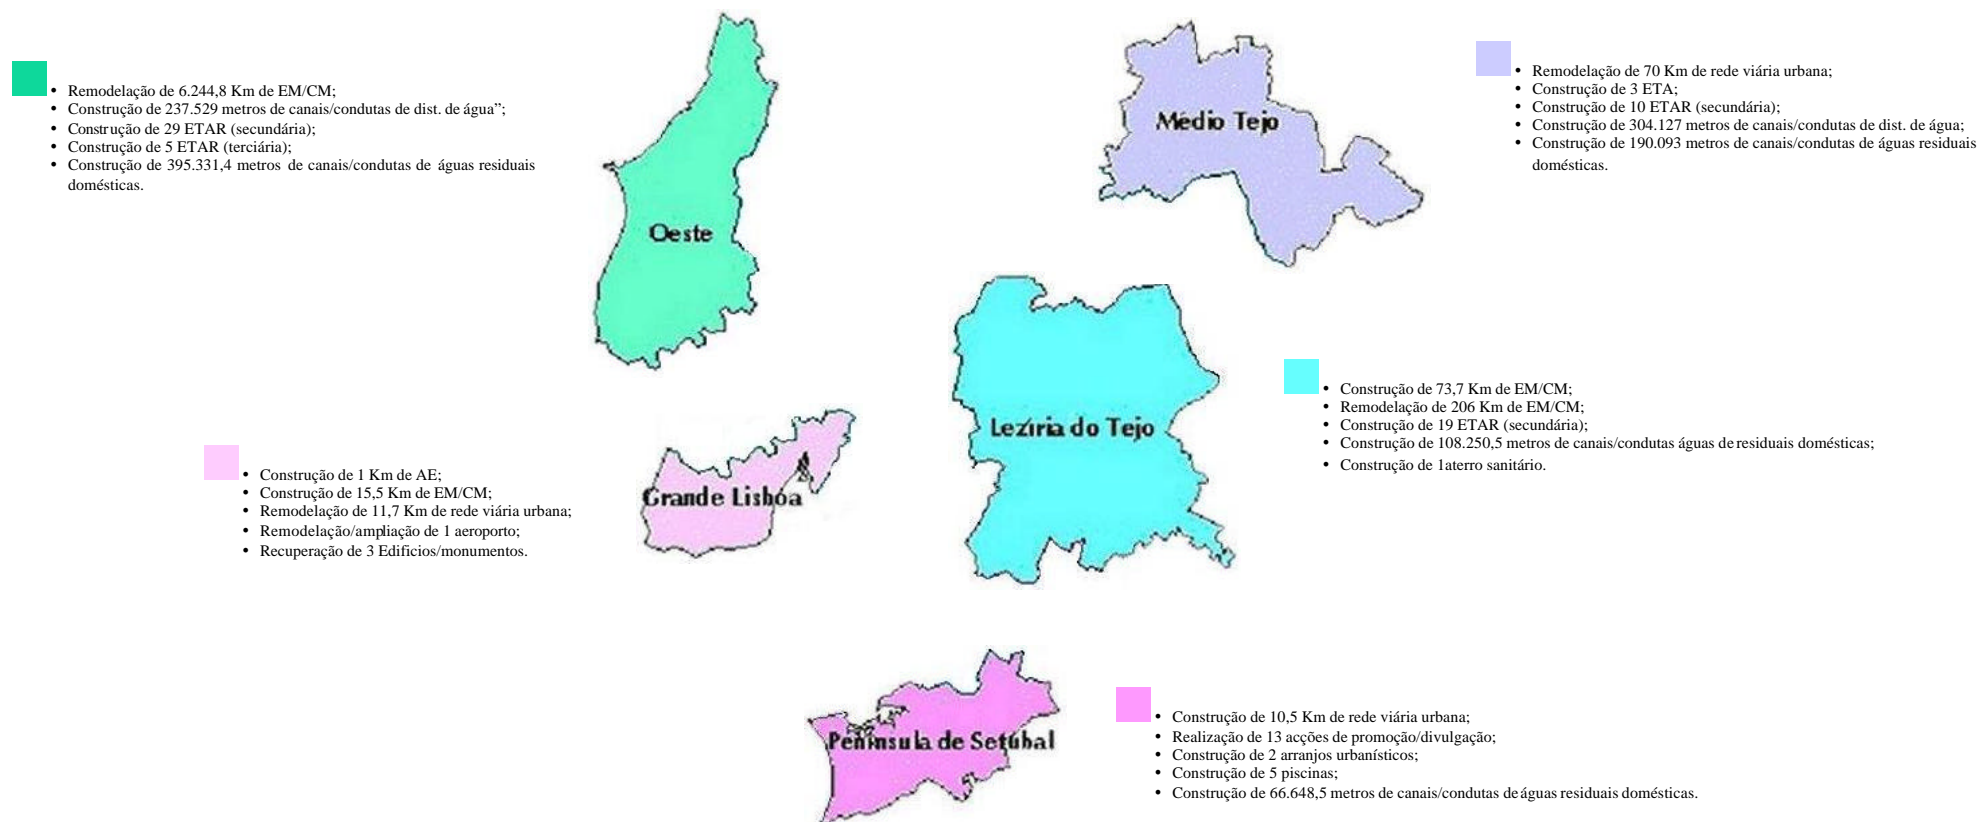 • Remodelação de 6.244,8 Km de EM/CM;
• Construção de 237.529 metros de canais/condutas de dist. de água”;
• Construção de 29 ETAR (secundária);
• Construção de 5 ETAR (terciária);
• Construção de 395.331,4 metros de canais/condutas de águas residuais
domésticas.
Oeste
Médio Tejo
• Remodelação de 70 Km de rede viária urbana;
• Construção de 3 ETA;
• Construção de 10 ETAR (secundária);
• Construção de 304.127 metros de canais/condutas de dist. de água;
• Construção de 190.093 metros de canais/condutas de águas residuais
domésticas.
Lezíria do Tejo
• Construção de 73,7 Km de EM/CM;
• Remodelação de 206 Km de EM/CM;
• Construção de 19 ETAR (secundária);
• Construção de 108.250,5 metros de canais/condutas águas de residuais domésticas;
• Construção de 1aterro sanitário.
• Construção de 1 Km de AE;
• Construção de 15,5 Km de EM/CM;
• Remodelação de 11,7 Km de rede viária urbana;
• Remodelação/ampliação de 1 aeroporto;
• Recuperação de 3 Edificios/monumentos.
Grande Lisboa
Península de Setúbal
• Construção de 10,5 Km de rede viária urbana;
• Realização de 13 acções de promoção/divulgação;
• Construção de 2 arranjos urbanísticos;
• Construção de 5 piscinas;
• Construção de 66.648,5 metros de canais/condutas de águas residuais domésticas.